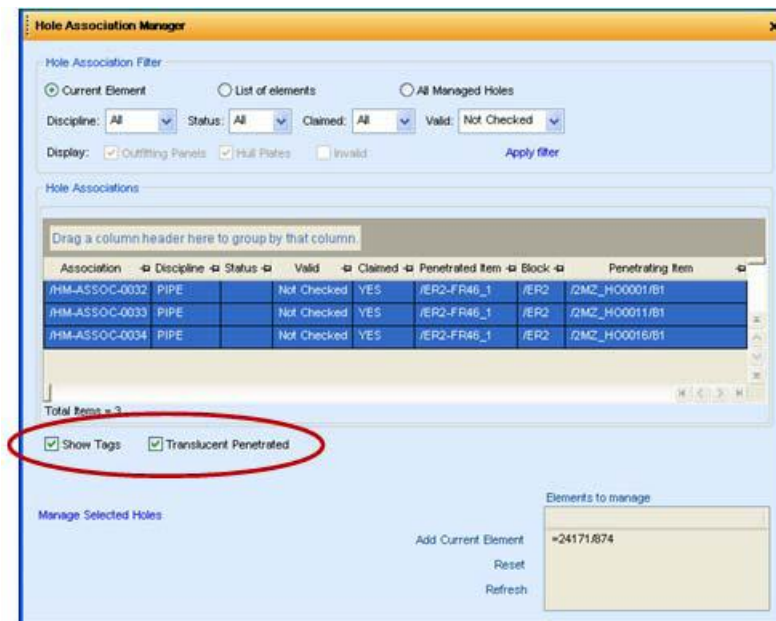 Hole Association Manager
Hole Association Filter
Current Element List of elements All Managed Holes
Discipline: All Status: All Claimed: All Valid: Not Checked
Display: Outfitting Panels Hull Plates Invalid Apply filter
Hole Associations
Drag a column header here to group by that column.
Association Discipline Status Valid Claimed Penetrated Item Block Penetrating Item
/HM-ASSOC-0032 PIPE Not Checked YES /ER2-FR46_1 /ER2 /2MZ_HO0001/B1
/HM-ASSOC-0033 PIPE Not Checked YES /ER2-FR46_1 /ER2 /2MZ_HO0011/B1
/HM-ASSOC-0034 PIPE Not Checked YES /ER2-FR46_1 /ER2 /2MZ_HO0016/B1
Total Items = 3
Show Tags Translucent Penetrated
Elements to manage
Manage Selected Holes
Add Current Element =24171/874
Reset
Refresh